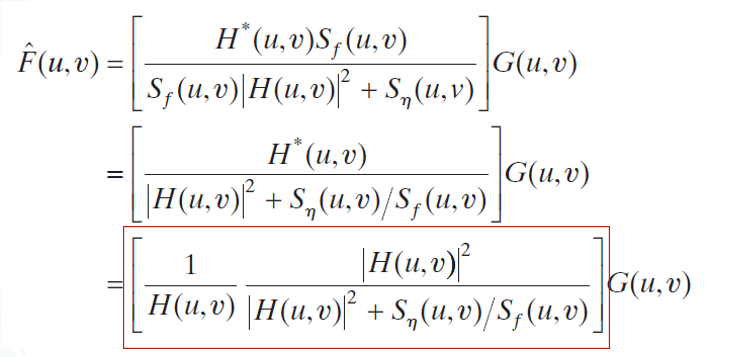 F̂(u,v) = [ H*(u,v)S_f(u,v) / S_f(u,v)|H(u,v)|² + S_η(u,v) ] G(u,v)
= [ H*(u,v) / |H(u,v)|² + S_η(u,v)/S_f(u,v) ] G(u,v)
= [ 1 / H(u,v) |H(u,v)|² / |H(u,v)|² + S_η(u,v)/S_f(u,v) ] G(u,v)